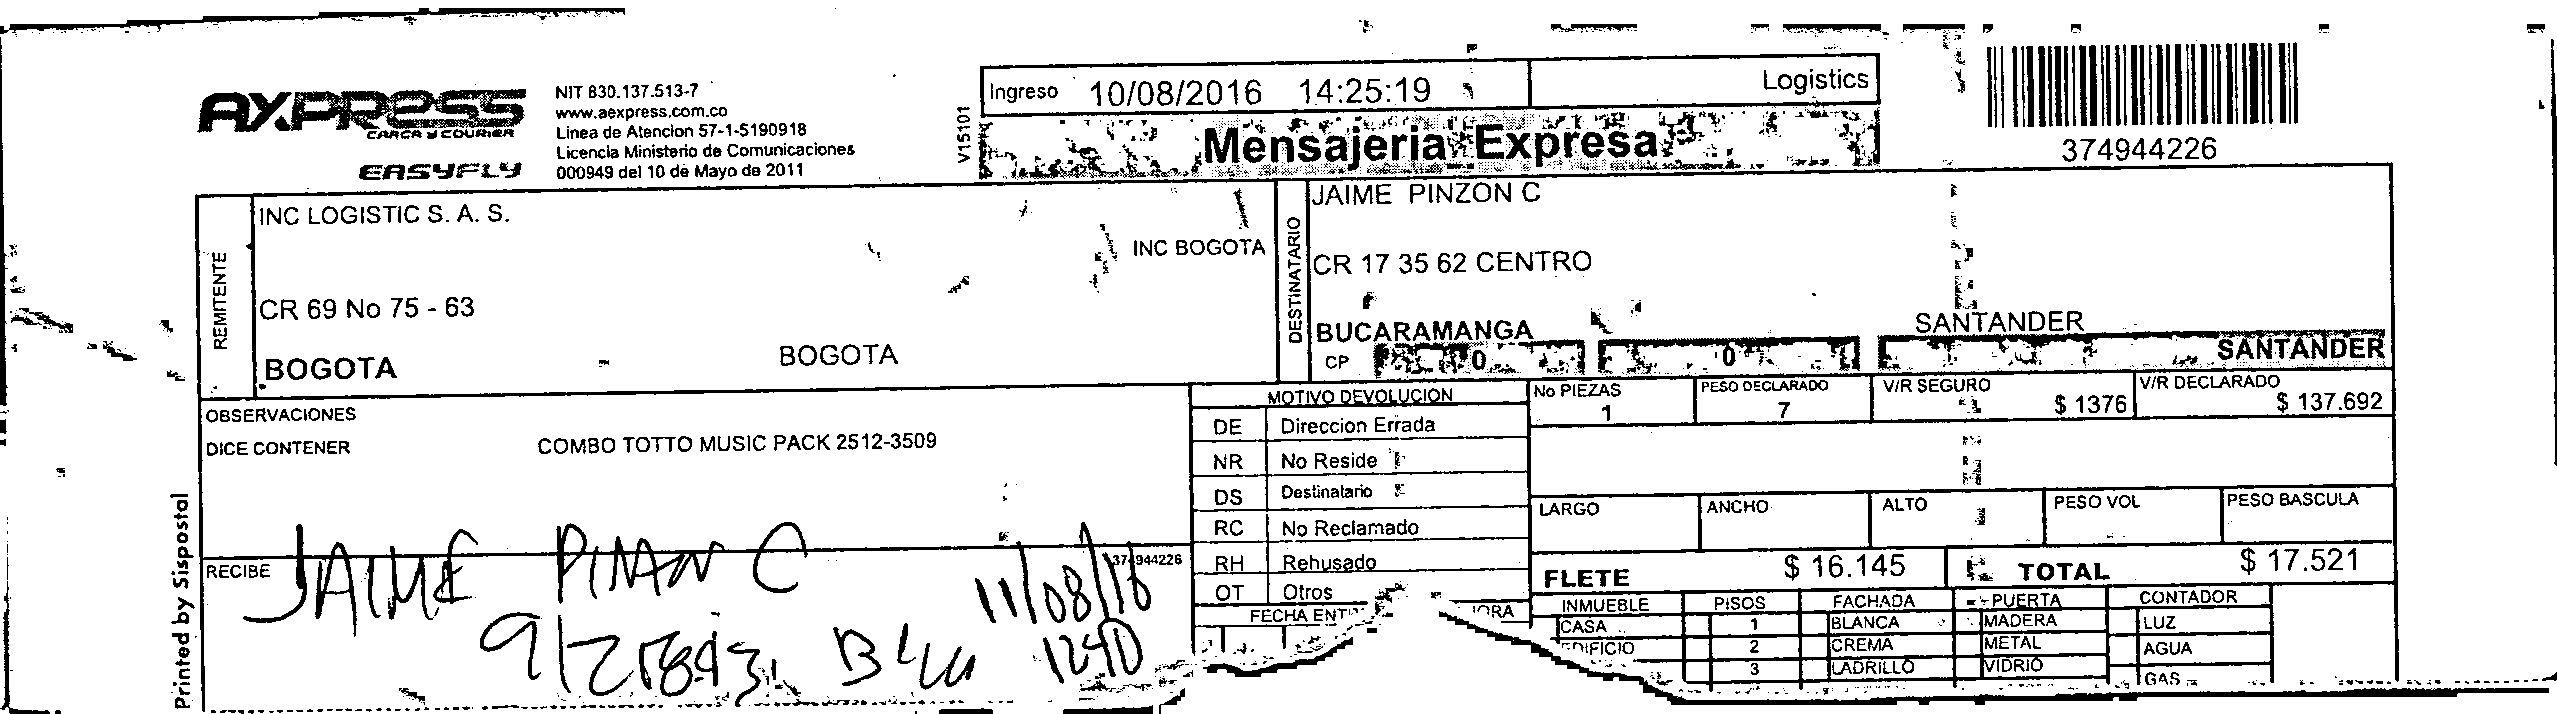 AXPRESS
CARGA Y COURIER
EASYFLY
NIT 830.137.513-7
www.aexpress.com.co
Linea de Atencion 57-1-5190918
Licencia Ministerio de Comunicaciones
000949 del 10 de Mayo de 2011
V15101
Ingreso 10/08/2016 14:25:19 Logistics
Mensajeria Expresa
374944226
REMITENTE
INC LOGISTIC S. A. S.
INC BOGOTA
CR 69 No 75 - 63
BOGOTA BOGOTA
DESTINATARIO
JAIME PINZON C
CR 17 35 62 CENTRO
BUCARAMANGA SANTANDER
CP 0 0 SANTANDER
OBSERVACIONES
DICE CONTENER COMBO TOTTO MUSIC PACK 2512-3509
MOTIVO DEVOLUCION
DE Direccion Errada
NR No Reside
DS Destinatario
RC No Reclamado
RH Rehusado
OT Otros
FECHA ENT HORA
No PIEZAS 1
PESO DECLARADO 7
V/R SEGURO $ 1376
V/R DECLARADO $ 137.692
LARGO ANCHO ALTO PESO VOL PESO BASCULA
FLETE $ 16.145 TOTAL $ 17.521
INMUEBLE PISOS FACHADA PUERTA CONTADOR
CASA 1 BLANCA MADERA LUZ
EDIFICIO 2 CREMA METAL AGUA
3 LADRILLO VIDRIO GAS
Printed by Sispostal
RECIBE
374944226
JAIME PINZON C
11/08/16
1240